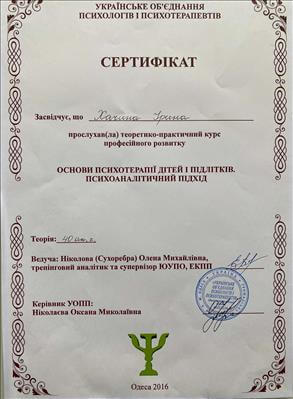 УКРАЇНСЬКЕ ОБ'ЄДНАННЯ
ПСИХОЛОГІВ І ПСИХОТЕРАПЕВТІВ
СЕРТИФІКАТ
Засвідчує, що Хачина Ірина
прослухав(ла) теоретико-практичний курс
професійного розвитку
ОСНОВИ ПСИХОТЕРАПІЇ ДІТЕЙ І ПІДЛІТКІВ.
ПСИХОАНАЛІТИЧНИЙ ПІДХІД
Теорія: 40 ак. г.
Ведуча: Ніколова (Сухоребра) Олена Михайлівна,
тренінговий аналітик та супервізор ЮУПО, ЕКПП
Керівник УОПП:
Ніколаєва Оксана Миколаївна
Одеса 2016